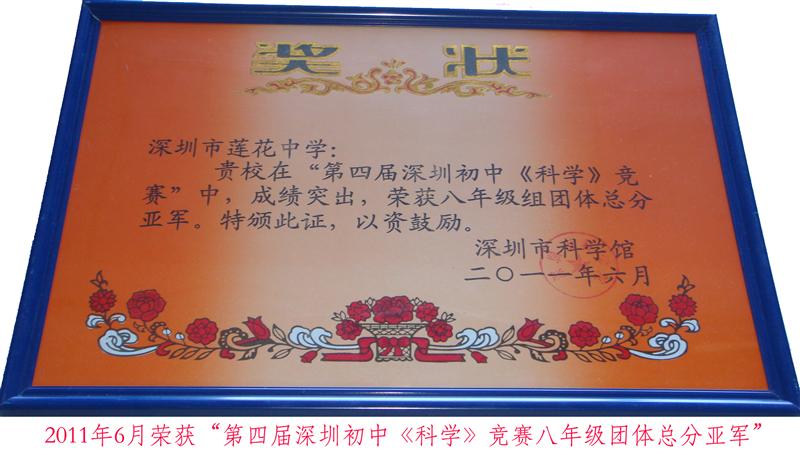 奖状
深圳市莲花中学:
贵校在“第四届深圳初中《科学》竞
赛”中,成绩突出,荣获八年级组团体总分
亚军。特颁此证,以资鼓励。
深圳市科学馆
二〇一一年六月
2011年6月荣获“第四届深圳初中《科学》竞赛八年级团体总分亚军”